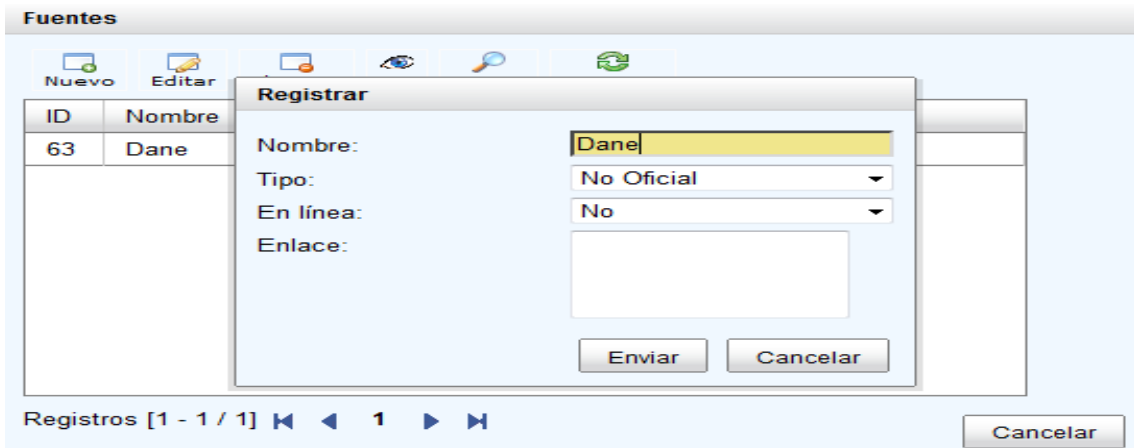 Fuentes
Nuevo Editar
Registrar
ID Nombre
63 Dane
Nombre: Dane
Tipo: No Oficial
En línea: No
Enlace:
Enviar Cancelar
Registros [1 - 1 / 1] 1
Cancelar